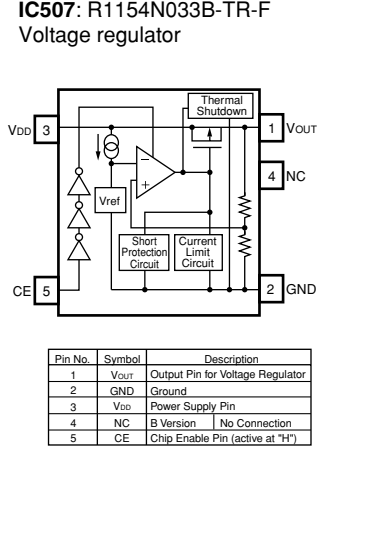 IC507: R1154N033B-TR-F
Voltage regulator
Thermal
Shutdown
VDD 3
1 VOUT
4 NC
Vref
Short
Protection
Circuit
Current
Limit
Circuit
CE 5
2 GND
Pin No. Symbol Description
1 VOUT Output Pin for Voltage Regulator
2 GND Ground
3 VDD Power Supply Pin
4 NC B Version No Connection
5 CE Chip Enable Pin (active at "H")